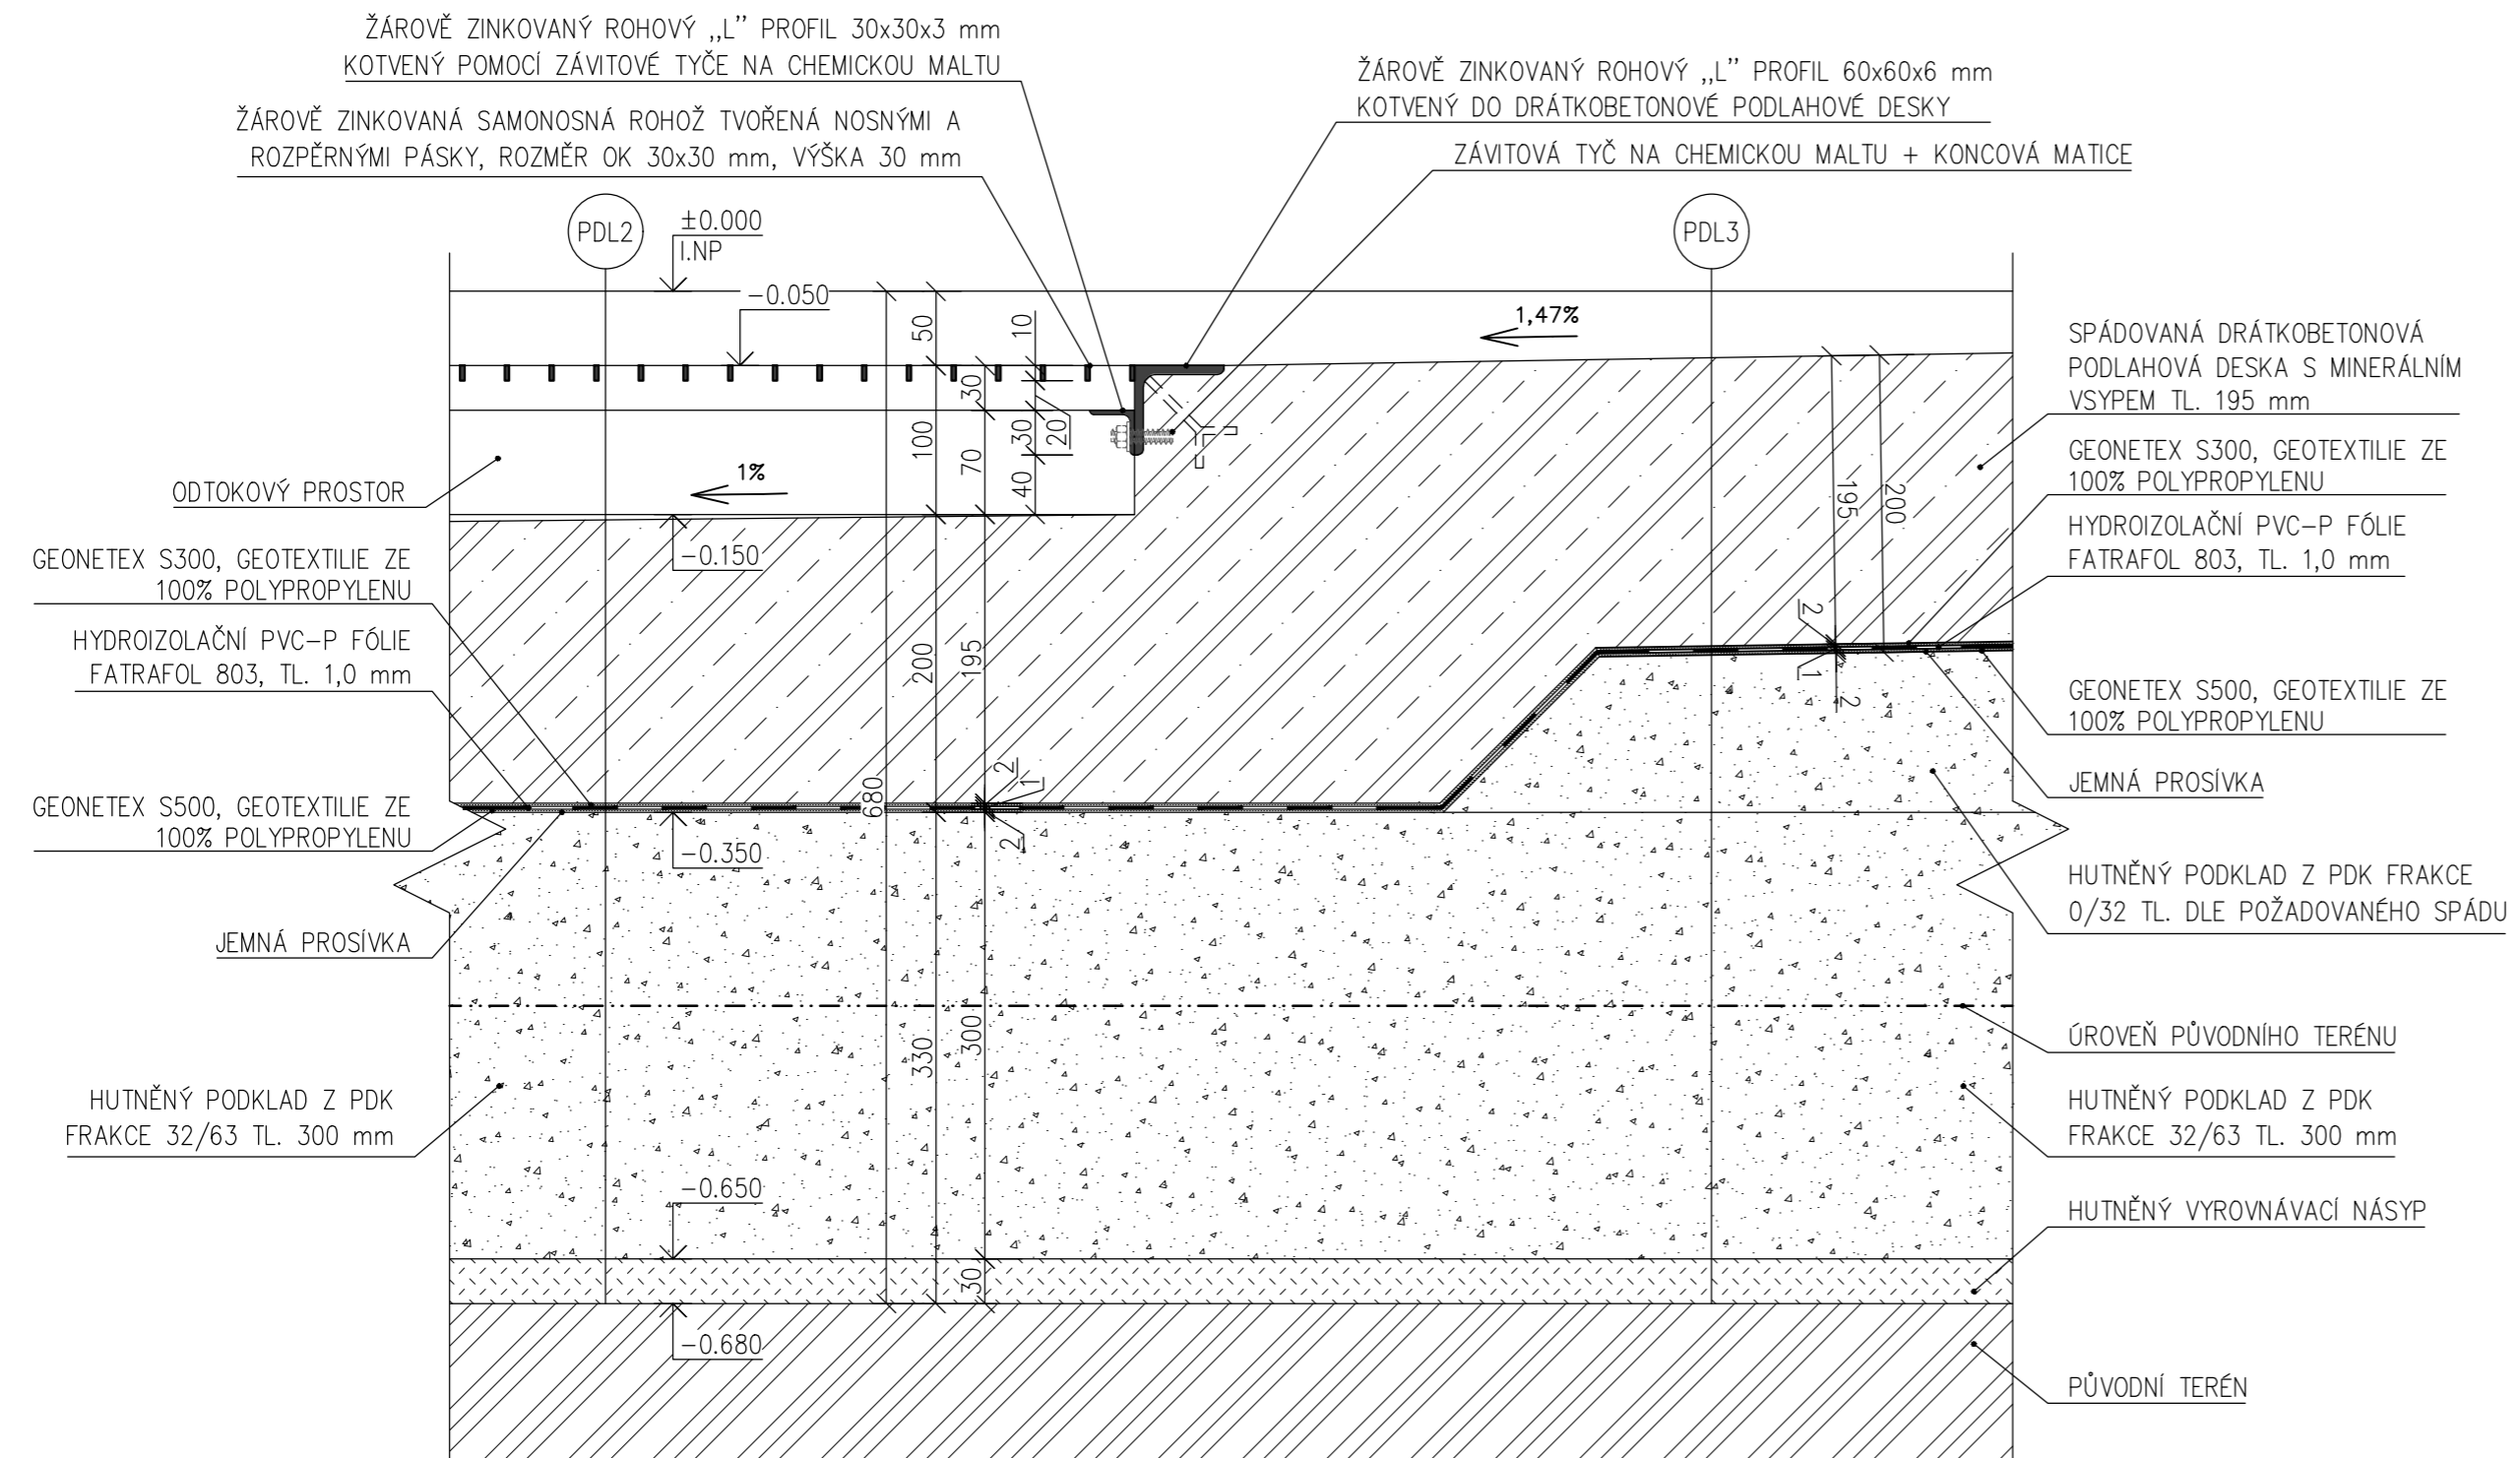 ŽÁROVĚ ZINKOVANÝ ROHOVÝ ,,L'' PROFIL 30x30x3 mm
KOTVENÝ POMOCÍ ZÁVITOVÉ TYČE NA CHEMICKOU MALTU
ŽÁROVĚ ZINKOVANÁ SAMONOSNÁ ROHOŽ TVOŘENÁ NOSNÝMI A
ROZPĚRNÝMI PÁSKY, ROZMĚR OK 30x30 mm, VÝŠKA 30 mm
ŽÁROVĚ ZINKOVANÝ ROHOVÝ ,,L'' PROFIL 60x60x6 mm
KOTVENÝ DO DRÁTKOBETONOVÉ PODLAHOVÉ DESKY
ZÁVITOVÁ TYČ NA CHEMICKOU MALTU + KONCOVÁ MATICE
PDL2
±0.000
I.NP
PDL3
-0.050
50
10
1,47%
30
100
70
30
20
40
1%
ODTOKOVÝ PROSTOR
-0.150
GEONETEX S300, GEOTEXTILIE ZE
100% POLYPROPYLENU
HYDROIZOLAČNÍ PVC-P FÓLIE
FATRAFOL 803, TL. 1,0 mm
GEONETEX S500, GEOTEXTILIE ZE
100% POLYPROPYLENU
JEMNÁ PROSÍVKA
HUTNĚNÝ PODKLAD Z PDK
FRAKCE 32/63 TL. 300 mm
200
195
680
2
1
2
-0.350
330
300
-0.650
30
-0.680
195
200
2
1
2
SPÁDOVANÁ DRÁTKOBETONOVÁ
PODLAHOVÁ DESKA S MINERÁLNÍM
VSYPEM TL. 195 mm
GEONETEX S300, GEOTEXTILIE ZE
100% POLYPROPYLENU
HYDROIZOLAČNÍ PVC-P FÓLIE
FATRAFOL 803, TL. 1,0 mm
GEONETEX S500, GEOTEXTILIE ZE
100% POLYPROPYLENU
JEMNÁ PROSÍVKA
HUTNĚNÝ PODKLAD Z PDK FRAKCE
0/32 TL. DLE POŽADOVANÉHO SPÁDU
ÚROVEŇ PŮVODNÍHO TERÉNU
HUTNĚNÝ PODKLAD Z PDK
FRAKCE 32/63 TL. 300 mm
HUTNĚNÝ VYROVNÁVACÍ NÁSYP
PŮVODNÍ TERÉN